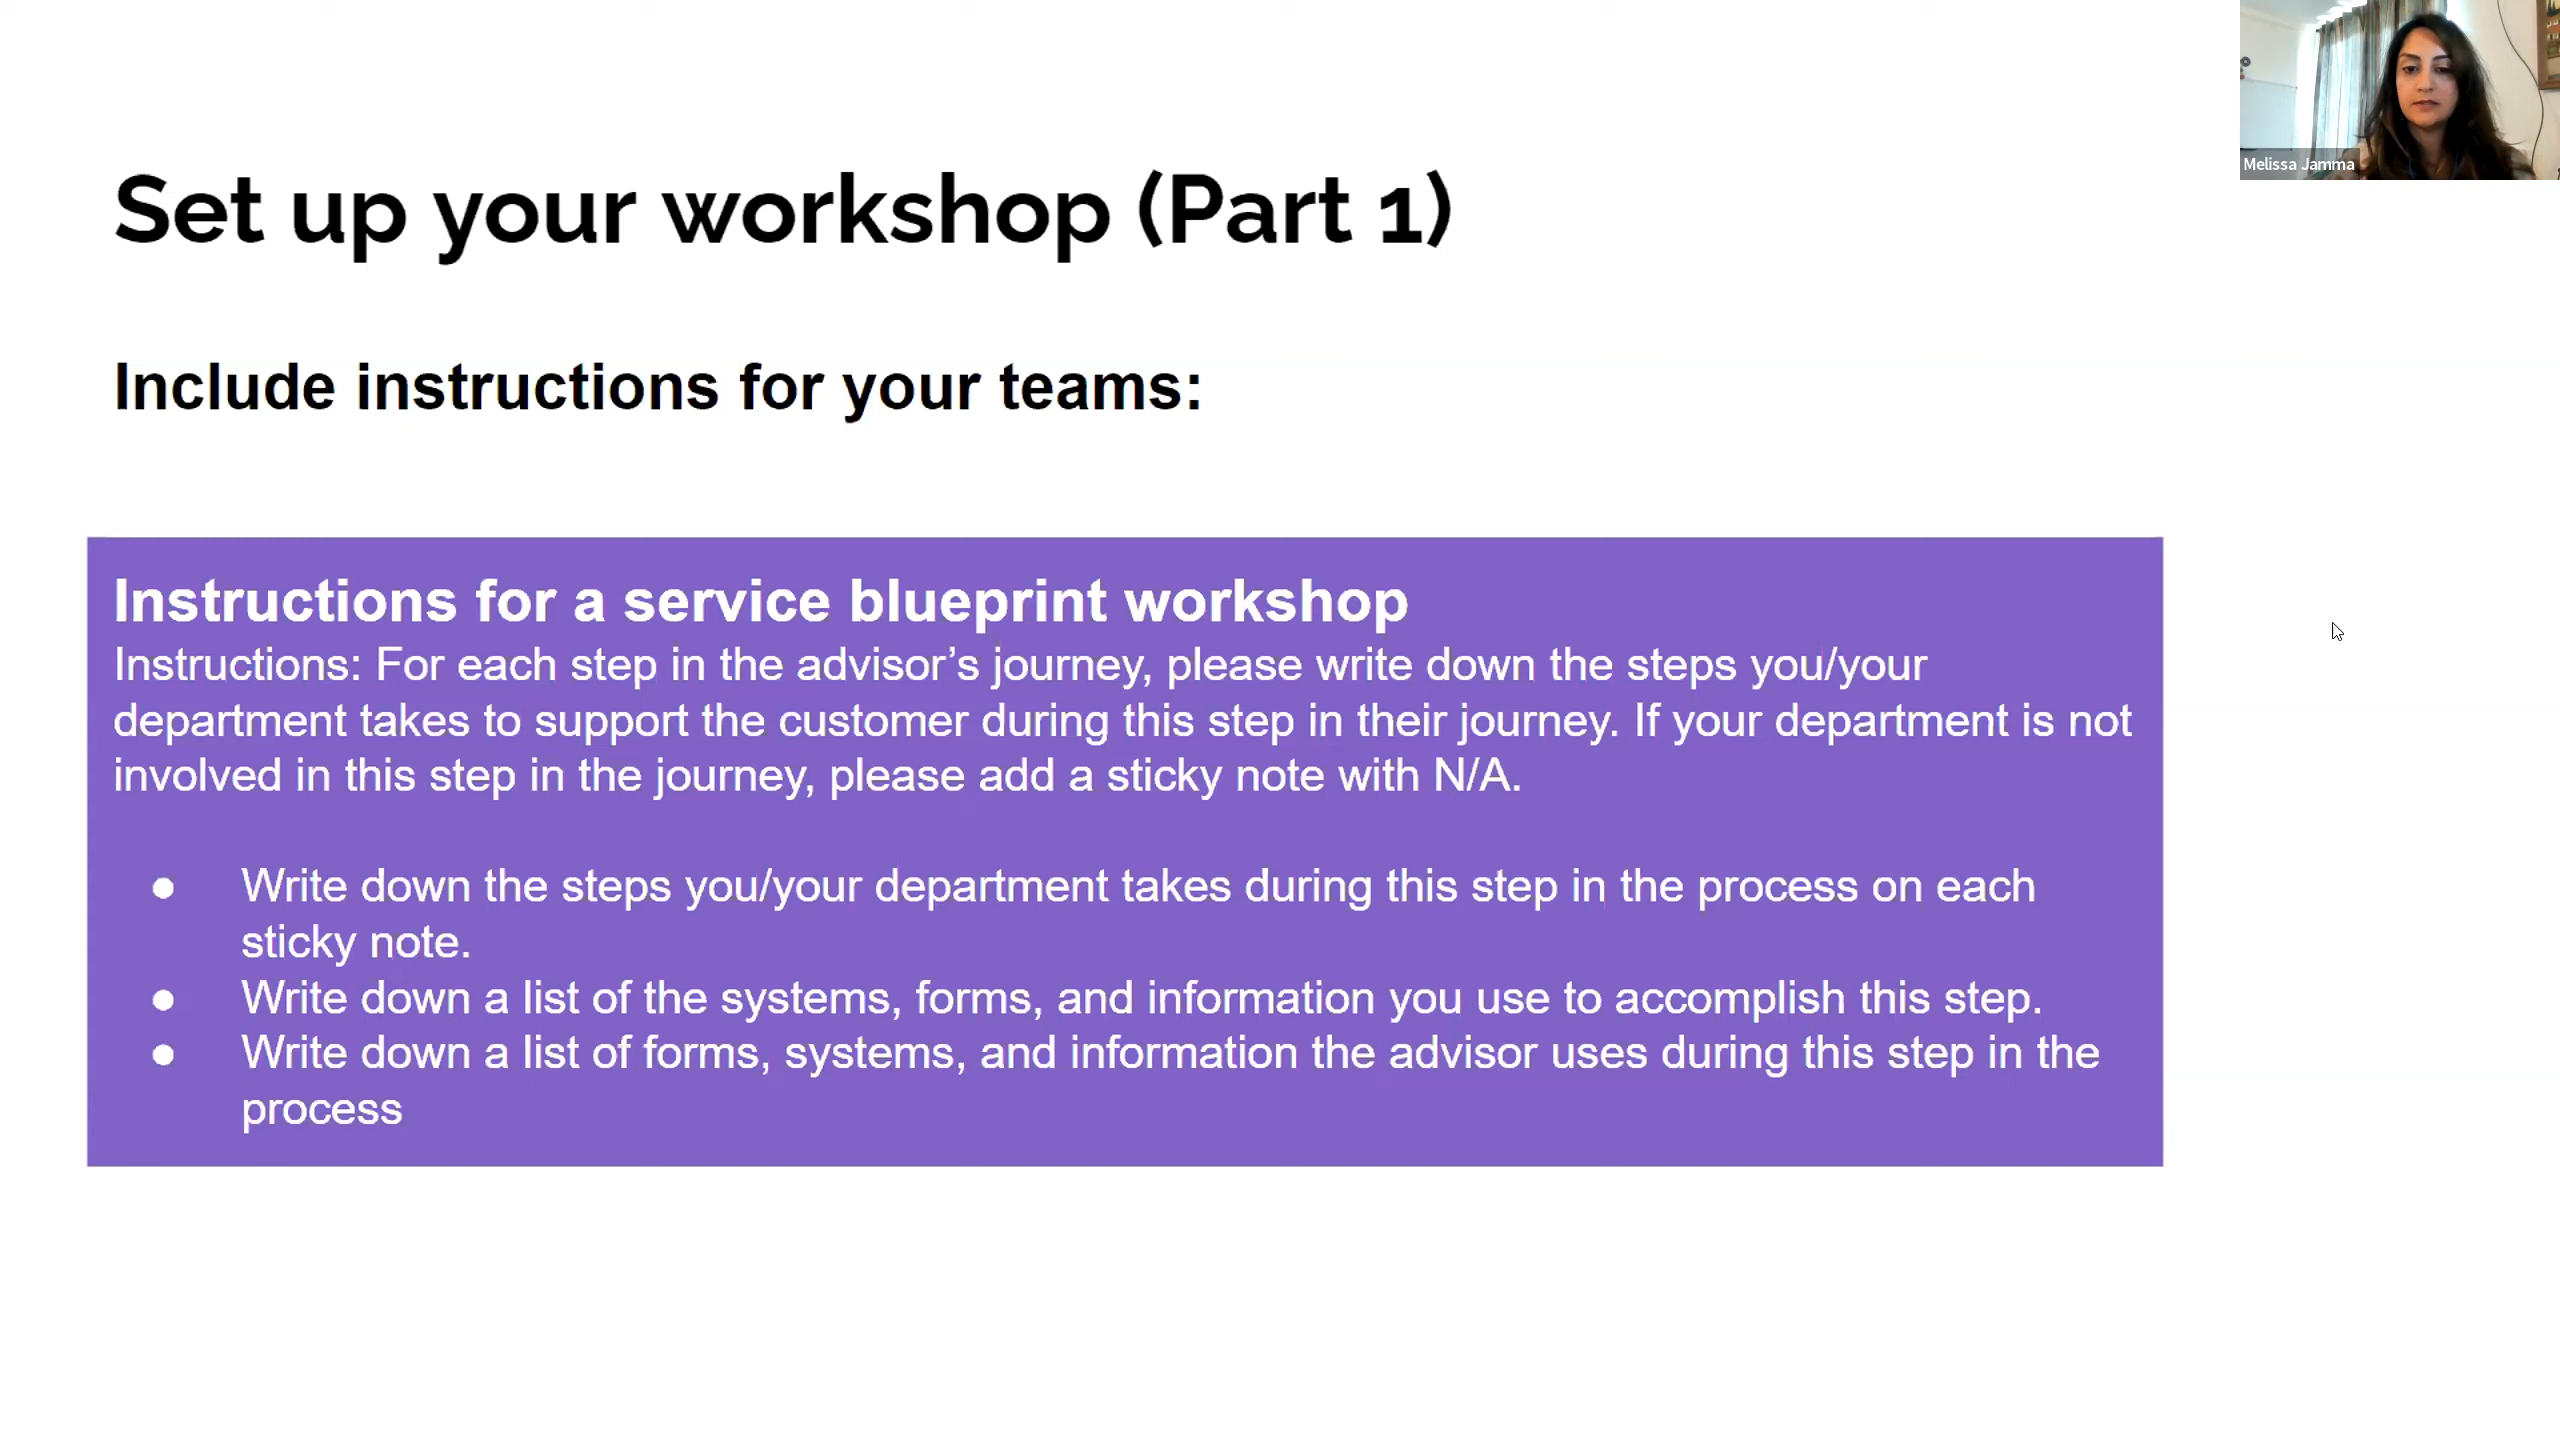 Melissa Jamma
Set up your workshop (Part 1)
Include instructions for your teams:
Instructions for a service blueprint workshop
Instructions: For each step in the advisor’s journey, please write down the steps you/your
department takes to support the customer during this step in their journey. If your department is not
involved in this step in the journey, please add a sticky note with N/A.
● Write down the steps you/your department takes during this step in the process on each
sticky note.
● Write down a list of the systems, forms, and information you use to accomplish this step.
● Write down a list of forms, systems, and information the advisor uses during this step in the
process